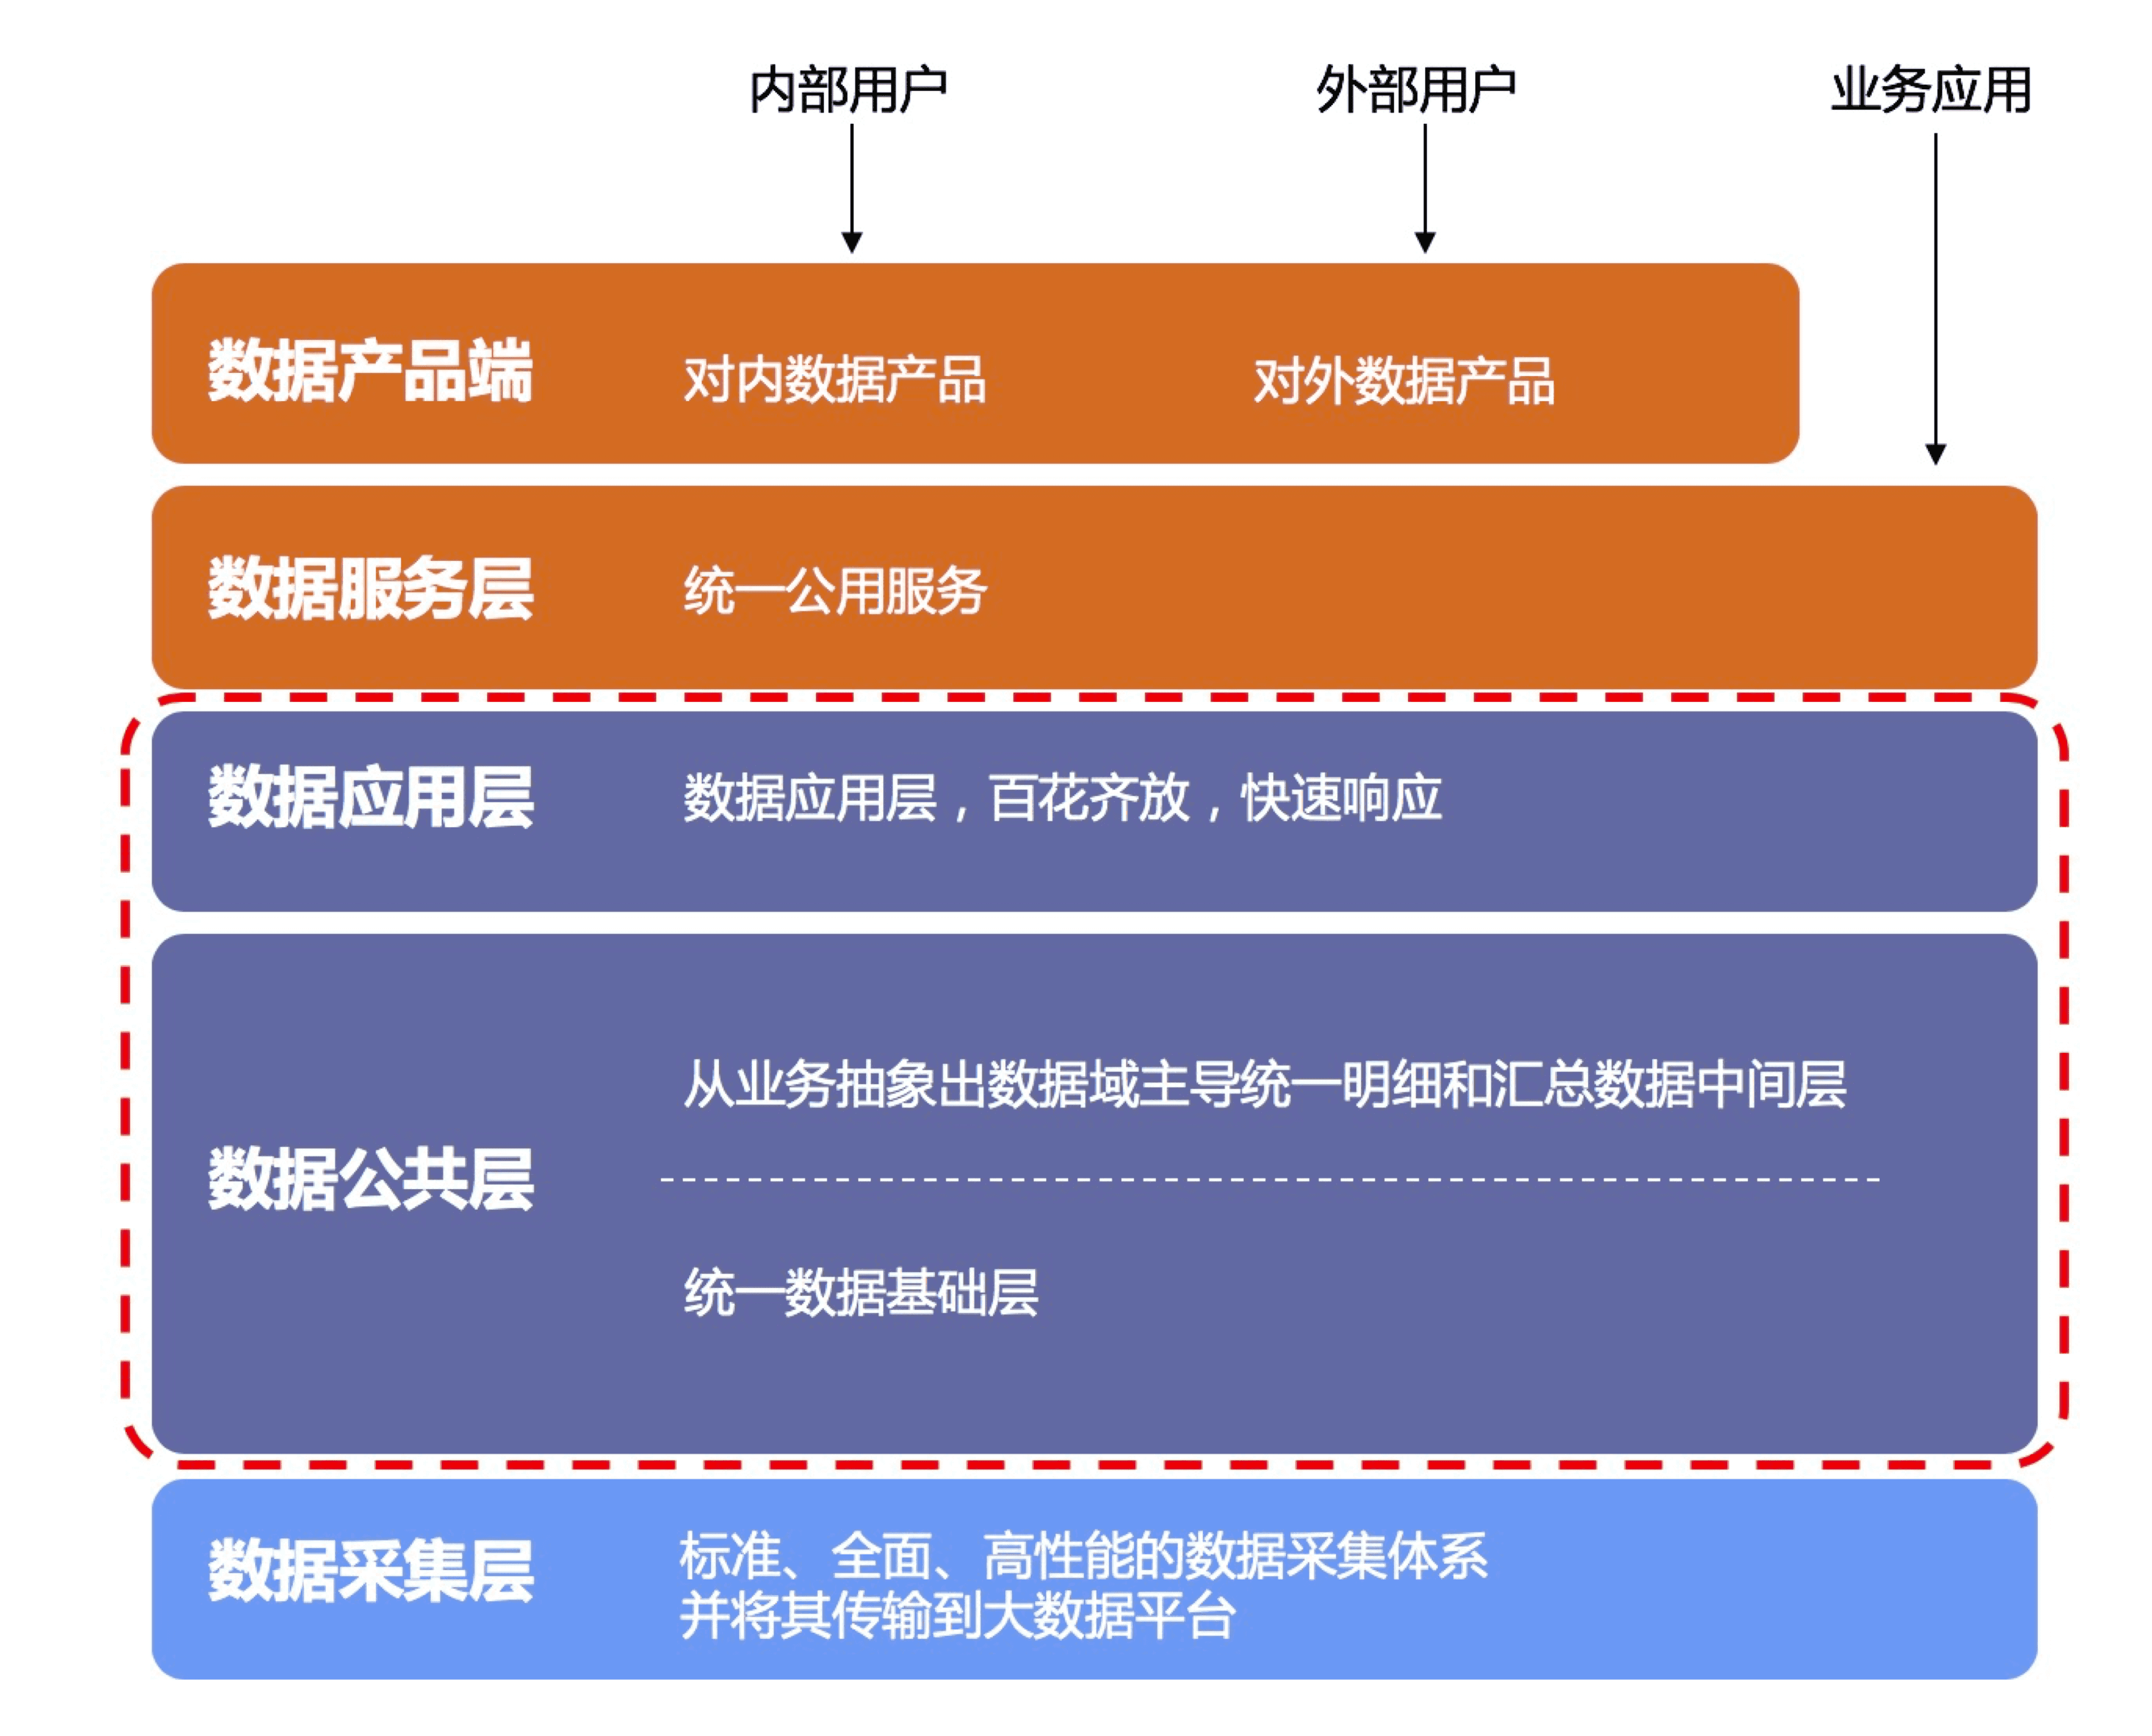 内部用户
外部用户
业务应用
数据产品端
对内数据产品
对外数据产品
数据服务层
统一公用服务
数据应用层
数据应用层，百花齐放，快速响应
数据公共层
从业务抽象出数据域主导统一明细和汇总数据中间层
统一数据基础层
数据采集层
标准、全面、高性能的数据采集体系
并将其传输到大数据平台